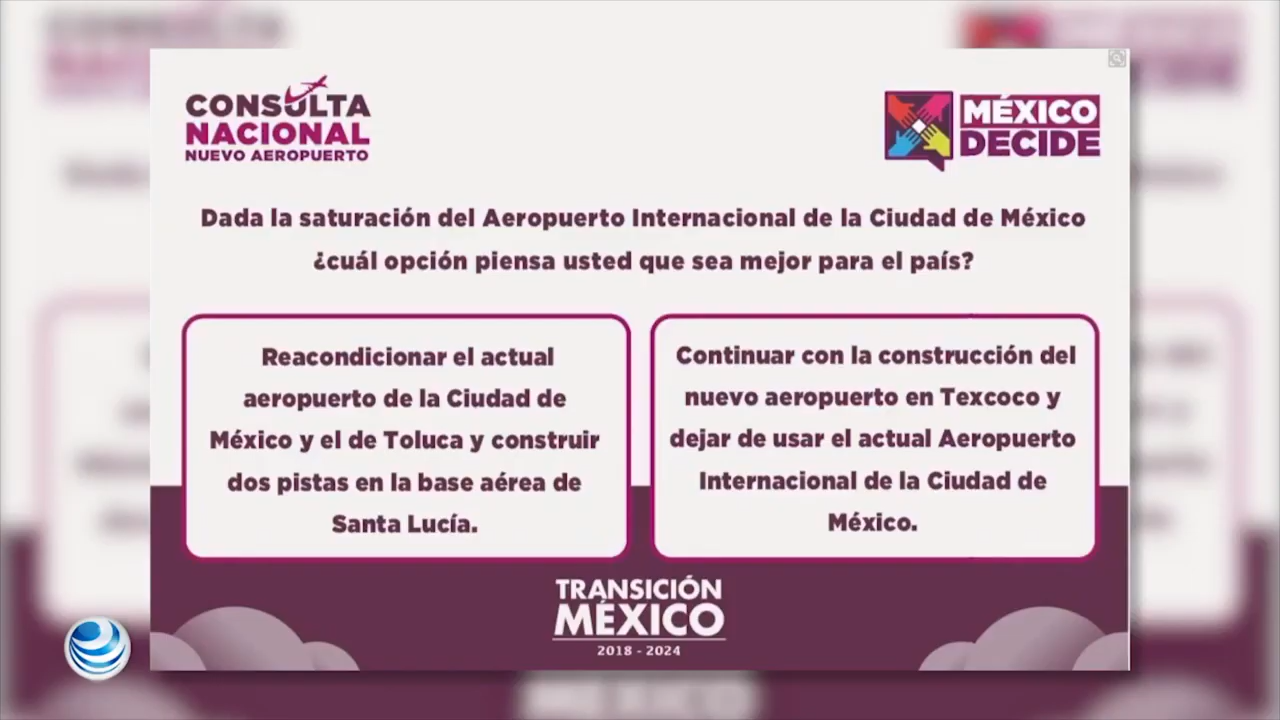 CONSULTA
NACIONAL
NUEVO AEROPUERTO
MÉXICO
DECIDE
Dada la saturación del Aeropuerto Internacional de la Ciudad de México
¿cuál opción piensa usted que sea mejor para el país?
Reacondicionar el actual
aeropuerto de la Ciudad de
México y el de Toluca y construir
dos pistas en la base aérea de
Santa Lucía.
Continuar con la construcción del
nuevo aeropuerto en Texcoco y
dejar de usar el actual Aeropuerto
Internacional de la Ciudad de
México.
TRANSICIÓN
MÉXICO
2018 - 2024